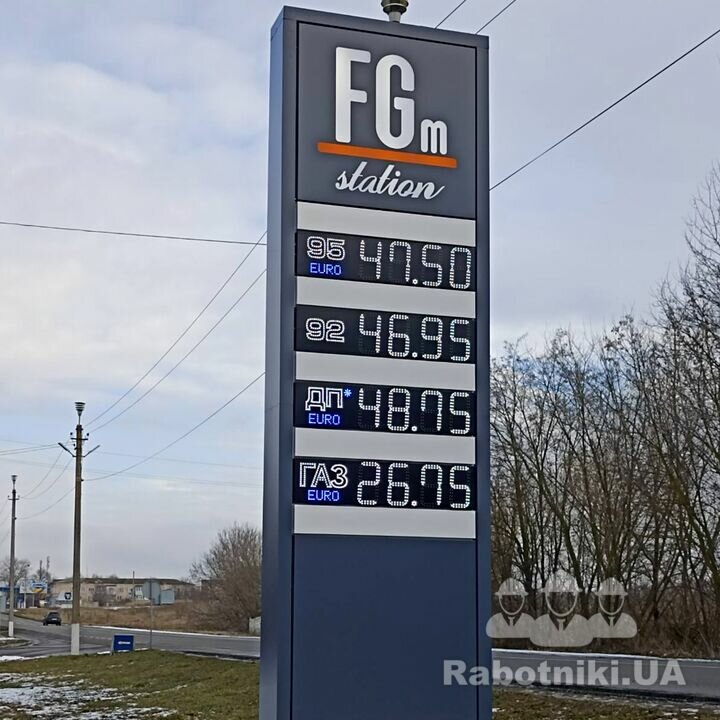 FGm
station
95 47.50
EURO
92 46.95
ДП* 48.75
EURO
ГАЗ 26.75
EURO
Rabotniki.UA